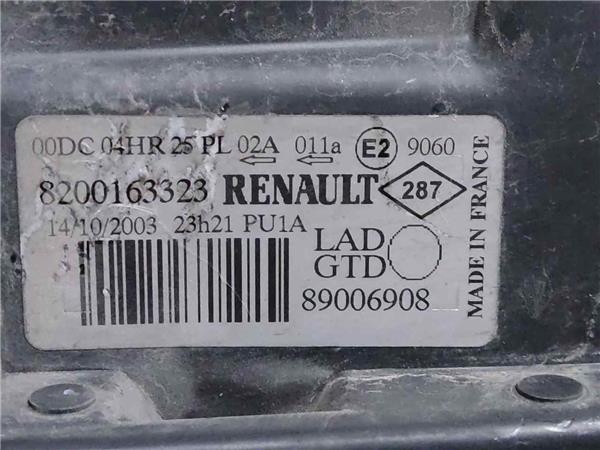 00DC 04HR 25 PL 02A 011a E2 9060
8200163323 RENAULT 287
14/10/2003 23h21 PU1A
LAD
GTD
89006908
MADE IN FRANCE